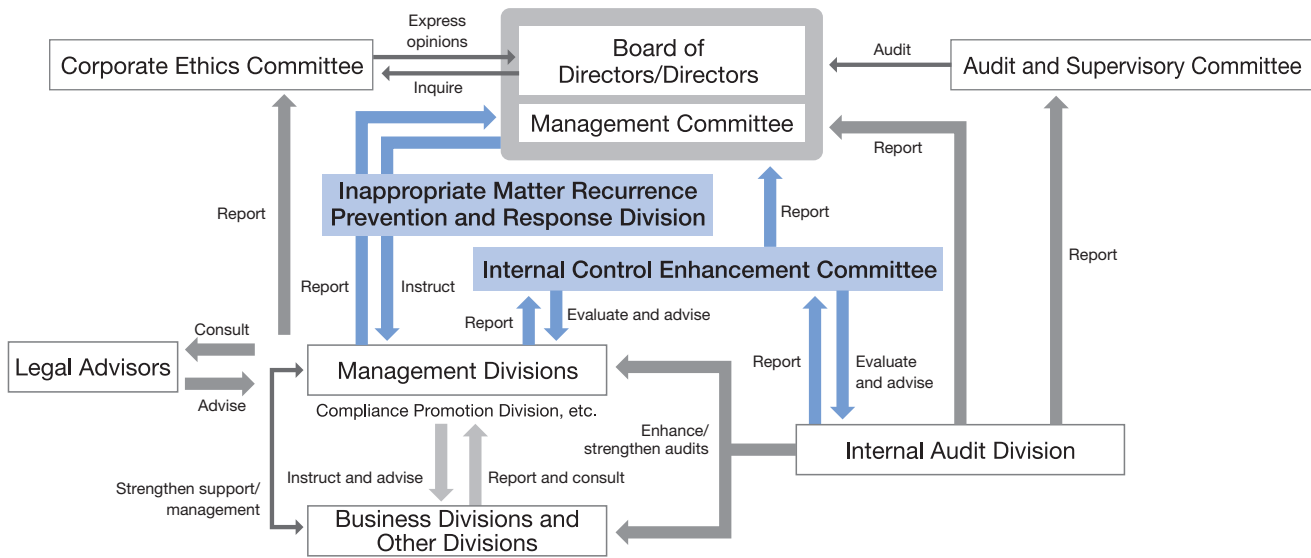 Express
opinions
Corporate Ethics Committee
Inquire
Board of
Directors/Directors
Management Committee
Audit
Audit and Supervisory Committee
Report
Report
Inappropriate Matter Recurrence
Prevention and Response Division
Report
Report
Internal Control Enhancement Committee
Report
Instruct
Report
Evaluate and advise
Consult
Legal Advisors
Advise
Management Divisions
Compliance Promotion Division, etc.
Report
Evaluate
and advise
Enhance/
strengthen audits
Internal Audit Division
Instruct and advise
Report and consult
Strengthen support/
management
Business Divisions and
Other Divisions